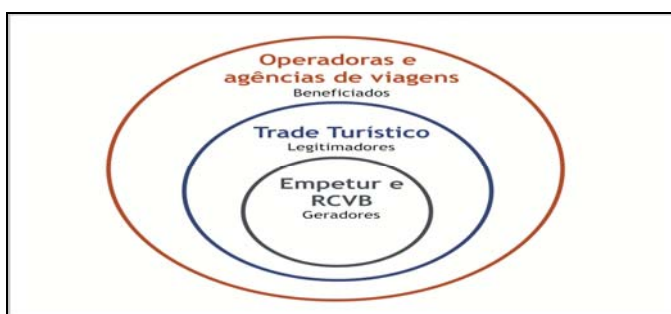 Operadoras e
agências de viagens
Beneficiados
Trade Turístico
Legitimadores
Empetur e
RCVB
Geradores